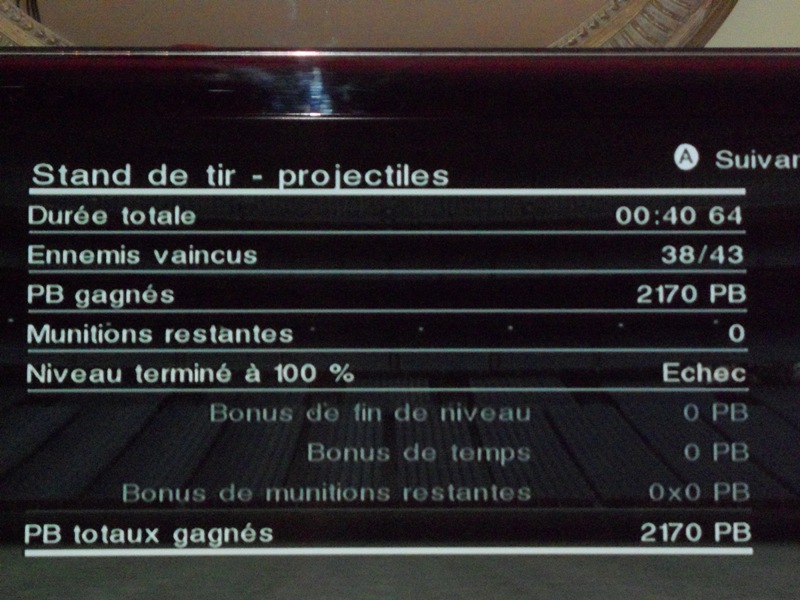 A Suivan
Stand de tir - projectiles
Durée totale 00:40 64
Ennemis vaincus 38/43
PB gagnés 2170 PB
Munitions restantes 0
Niveau terminé à 100 % Echec
Bonus de fin de niveau 0 PB
Bonus de temps 0 PB
Bonus de munitions restantes 0x0 PB
PB totaux gagnés 2170 PB